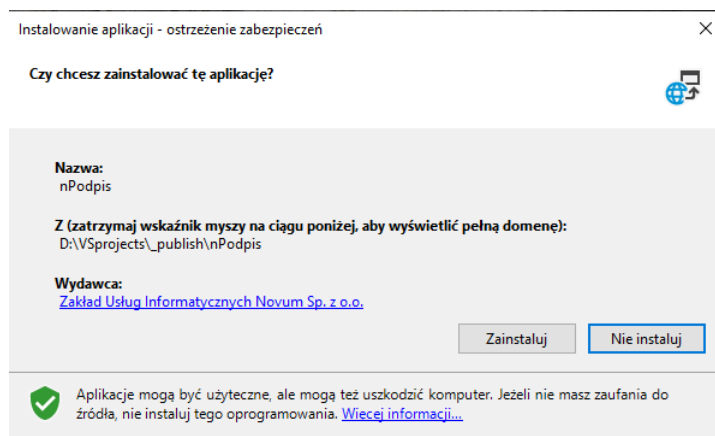 Instalowanie aplikacji - ostrzeżenie zabezpieczeń
Czy chcesz zainstalować tę aplikację?
Nazwa:
nPodpis
Z (zatrzymaj wskaźnik myszy na ciągu poniżej, aby wyświetlić pełną domenę):
D:\VSprojects\_publish\nPodpis
Wydawca:
Zakład Usług Informatycznych Novum Sp. z o.o.
Zainstaluj Nie instaluj
Aplikacje mogą być użyteczne, ale mogą też uszkodzić komputer. Jeżeli nie masz zaufania do
źródła, nie instaluj tego oprogramowania. Więcej informacji...